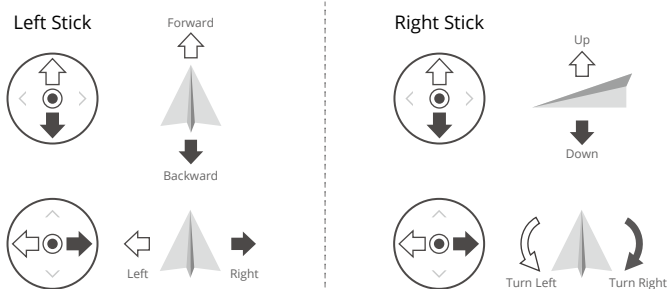 Left Stick
Forward
Backward
Left
Right
Right Stick
Up
Down
Turn Left
Turn Right